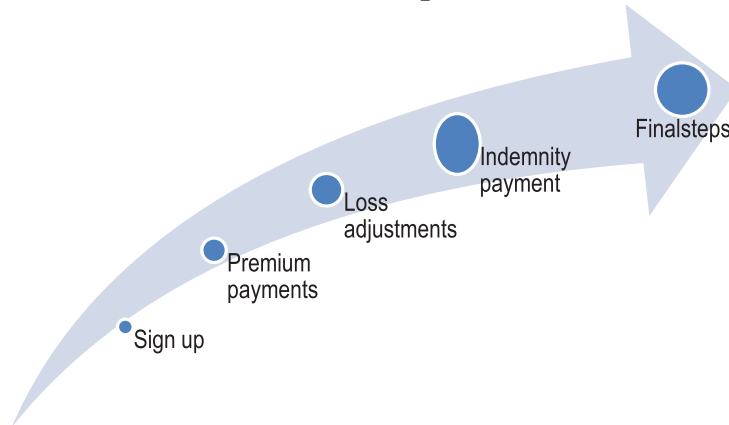 Finalsteps
Indemnity
payment
Loss
adjustments
Premium
payments
Sign up